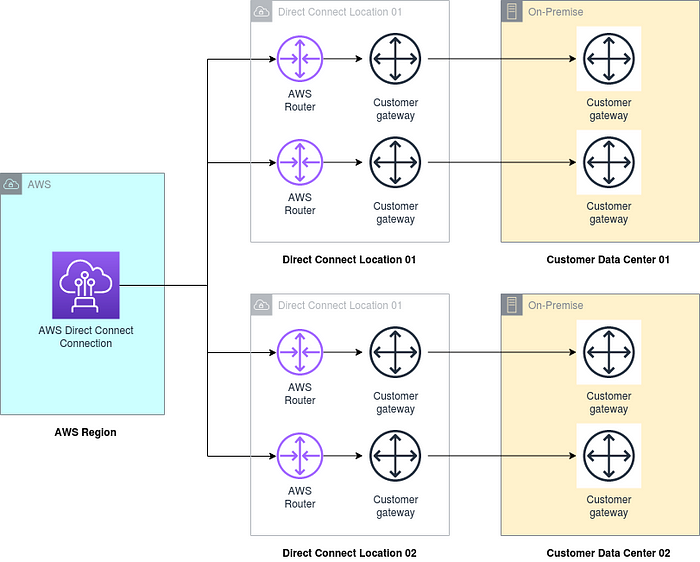 Direct Connect Location 01
On-Premise
AWS
Router
Customer
gateway
Customer
gateway
AWS
Router
Customer
gateway
Customer
gateway
Direct Connect Location 01
Customer Data Center 01
AWS
AWS Direct Connect
Connection
AWS Region
Direct Connect Location 01
On-Premise
AWS
Router
Customer
gateway
Customer
gateway
AWS
Router
Customer
gateway
Customer
gateway
Direct Connect Location 02
Customer Data Center 02